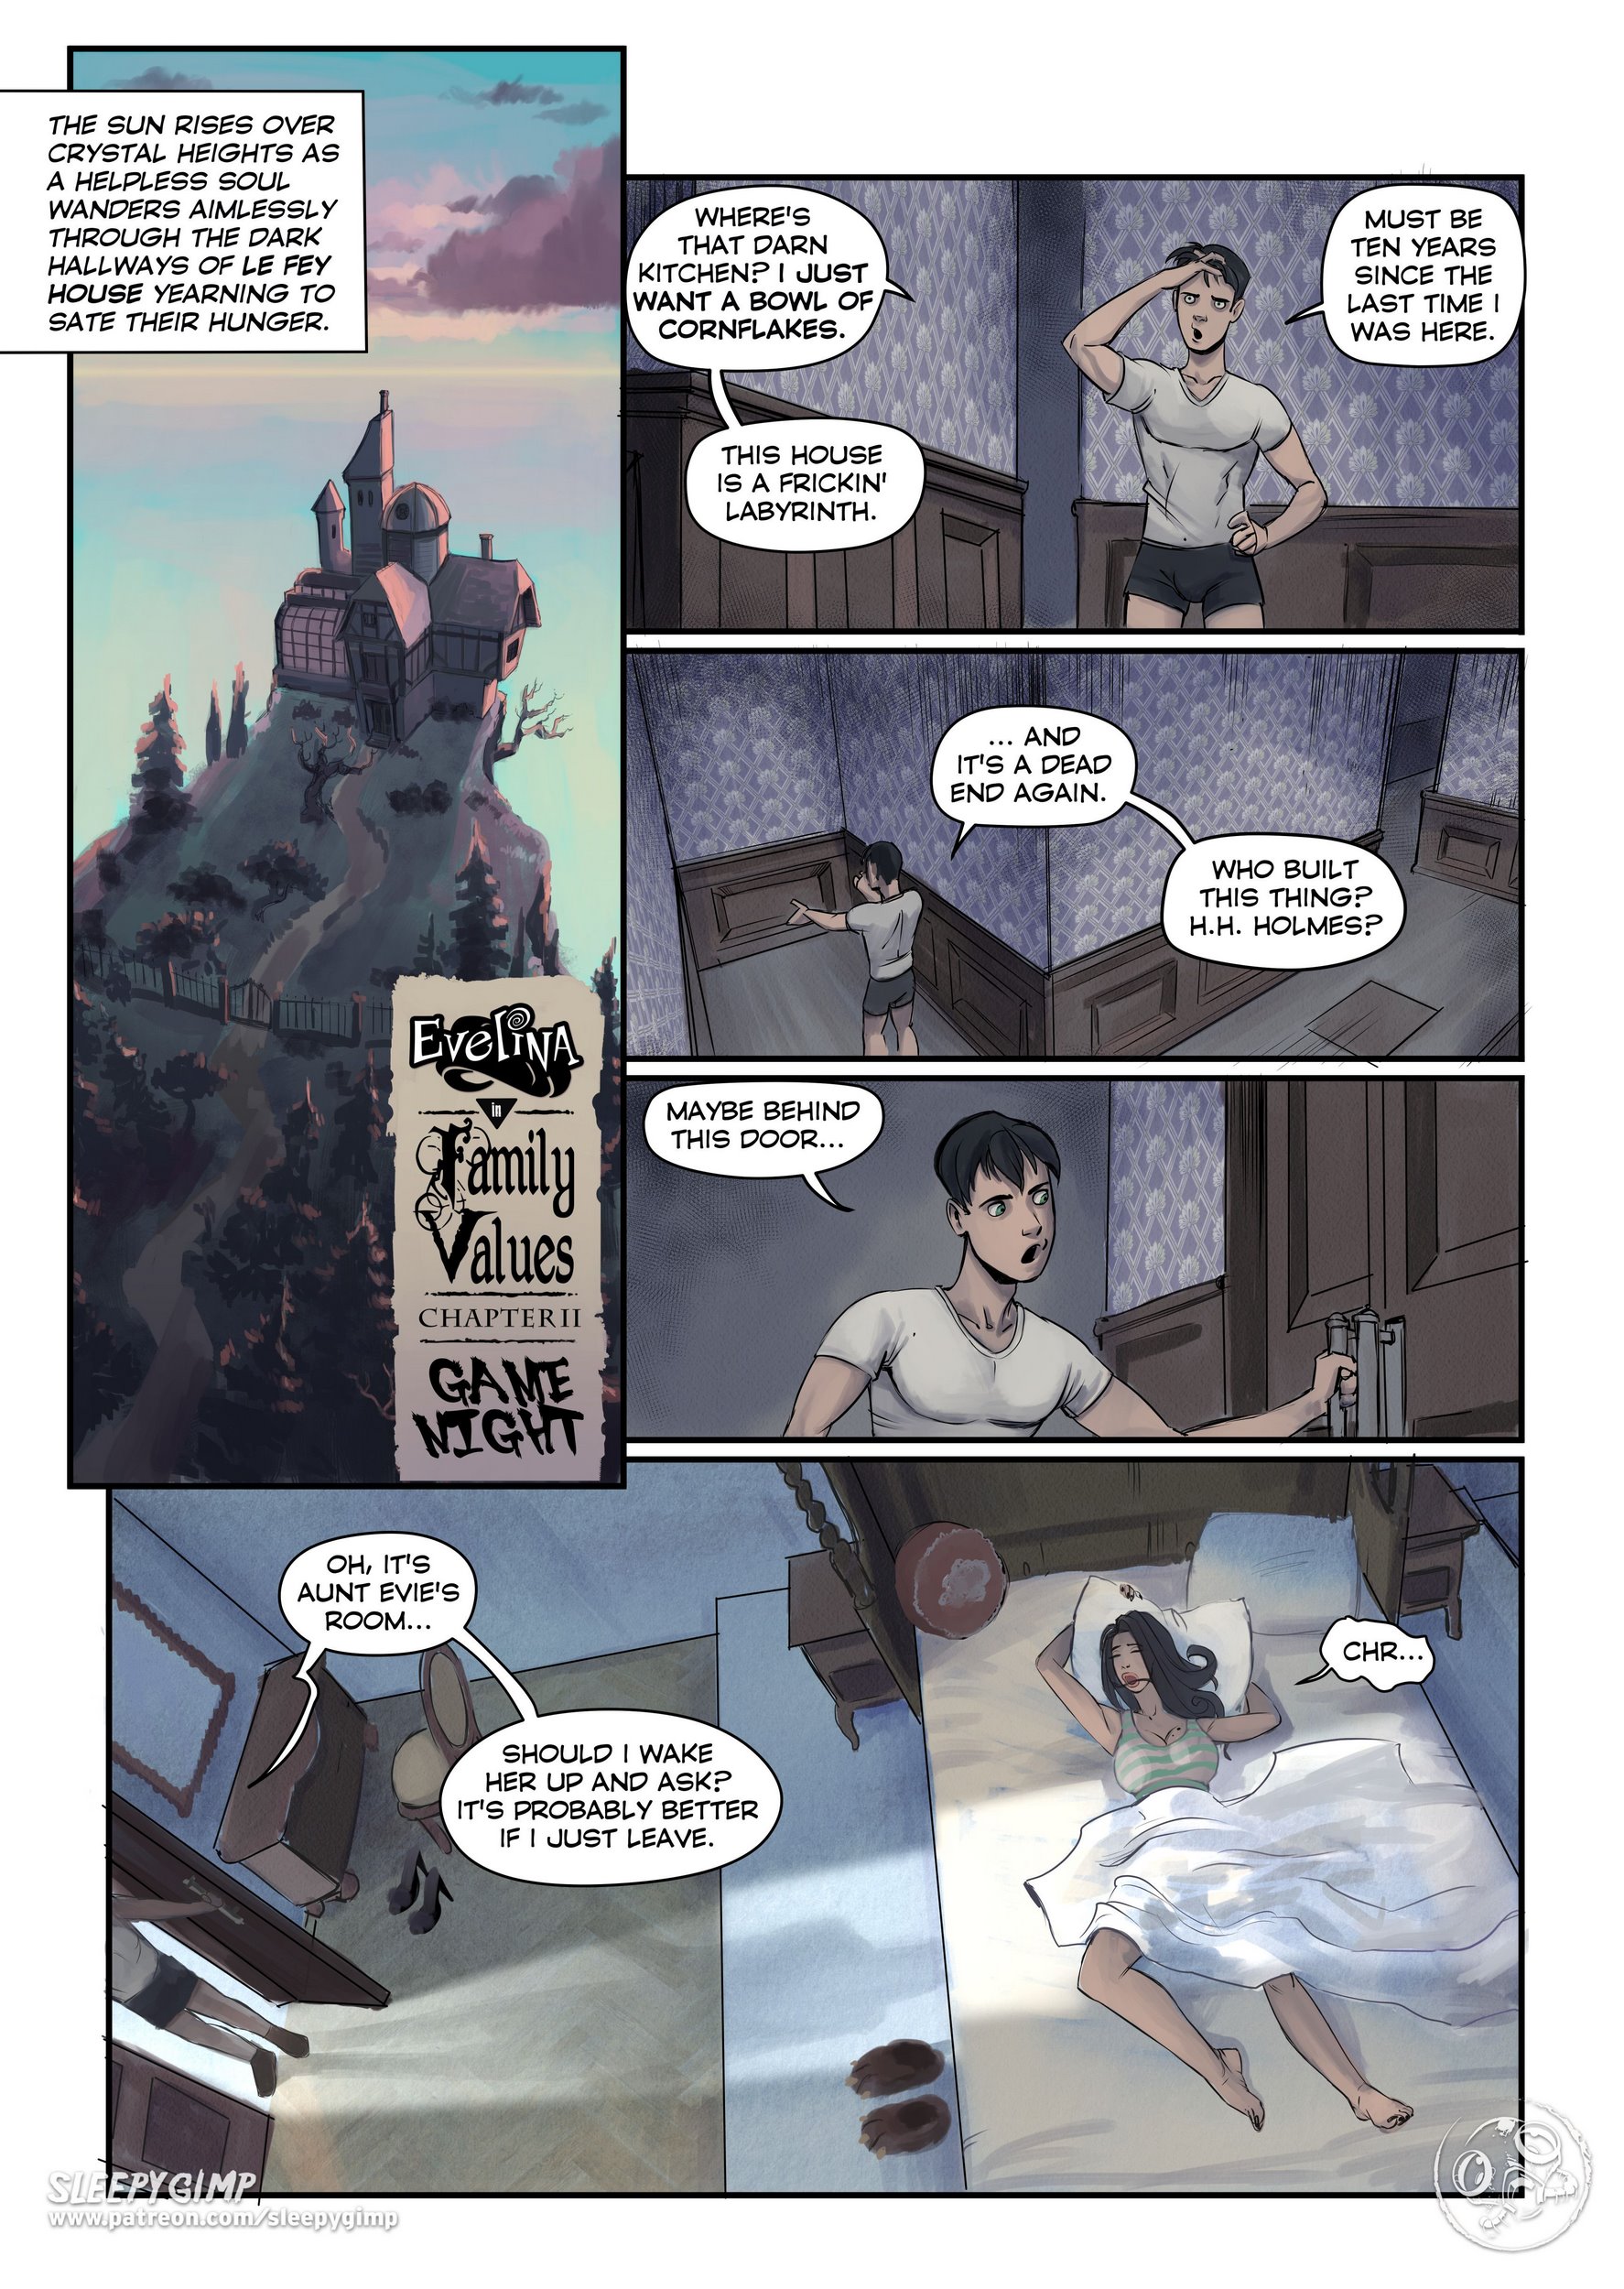 THE SUN RISES OVER
CRYSTAL HEIGHTS AS
A HELPLESS SOUL
WANDERS AIMLESSLY
THROUGH THE DARK
HALLWAYS OF LE FEY
HOUSE YEARNING TO
SATE THEIR HUNGER.
WHERE'S
THAT DARN
KITCHEN? I JUST
WANT A BOWL OF
CORNFLAKES.
MUST BE
TEN YEARS
SINCE THE
LAST TIME I
WAS HERE.
THIS HOUSE
IS A FRICKIN'
LABYRINTH.
... AND
IT'S A DEAD
END AGAIN.
WHO BUILT
THIS THING?
H.H. HOLMES?
EVELINA
in
Family
Values
CHAPTER II
GAME
NIGHT
MAYBE BEHIND
THIS DOOR...
OH, IT'S
AUNT EVIE'S
ROOM...
SHOULD I WAKE
HER UP AND ASK?
IT'S PROBABLY BETTER
IF I JUST LEAVE.
CHR...
SLEEPYGIMP
www.patreon.com/sleepygimp